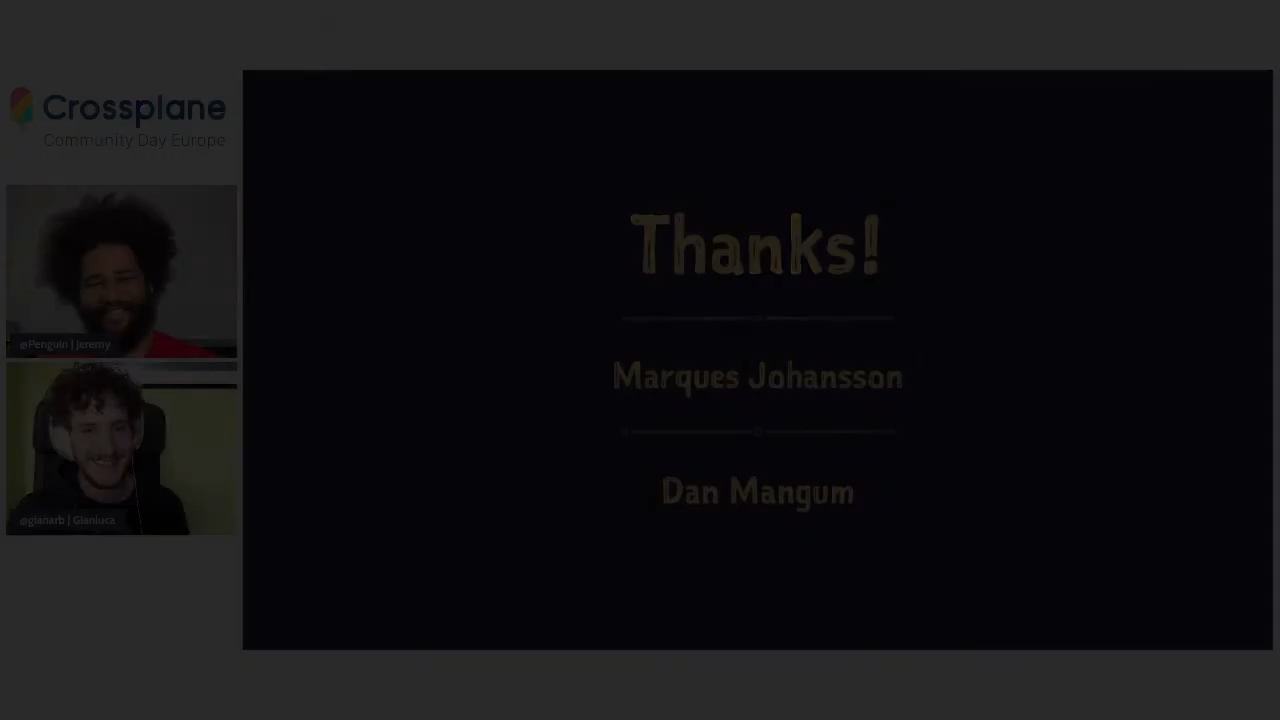 Crossplane
Community Day Europe
@Penguin | Jeremy
@gianarb | Gianluca
Thanks!
Marques Johansson
Dan Mangum